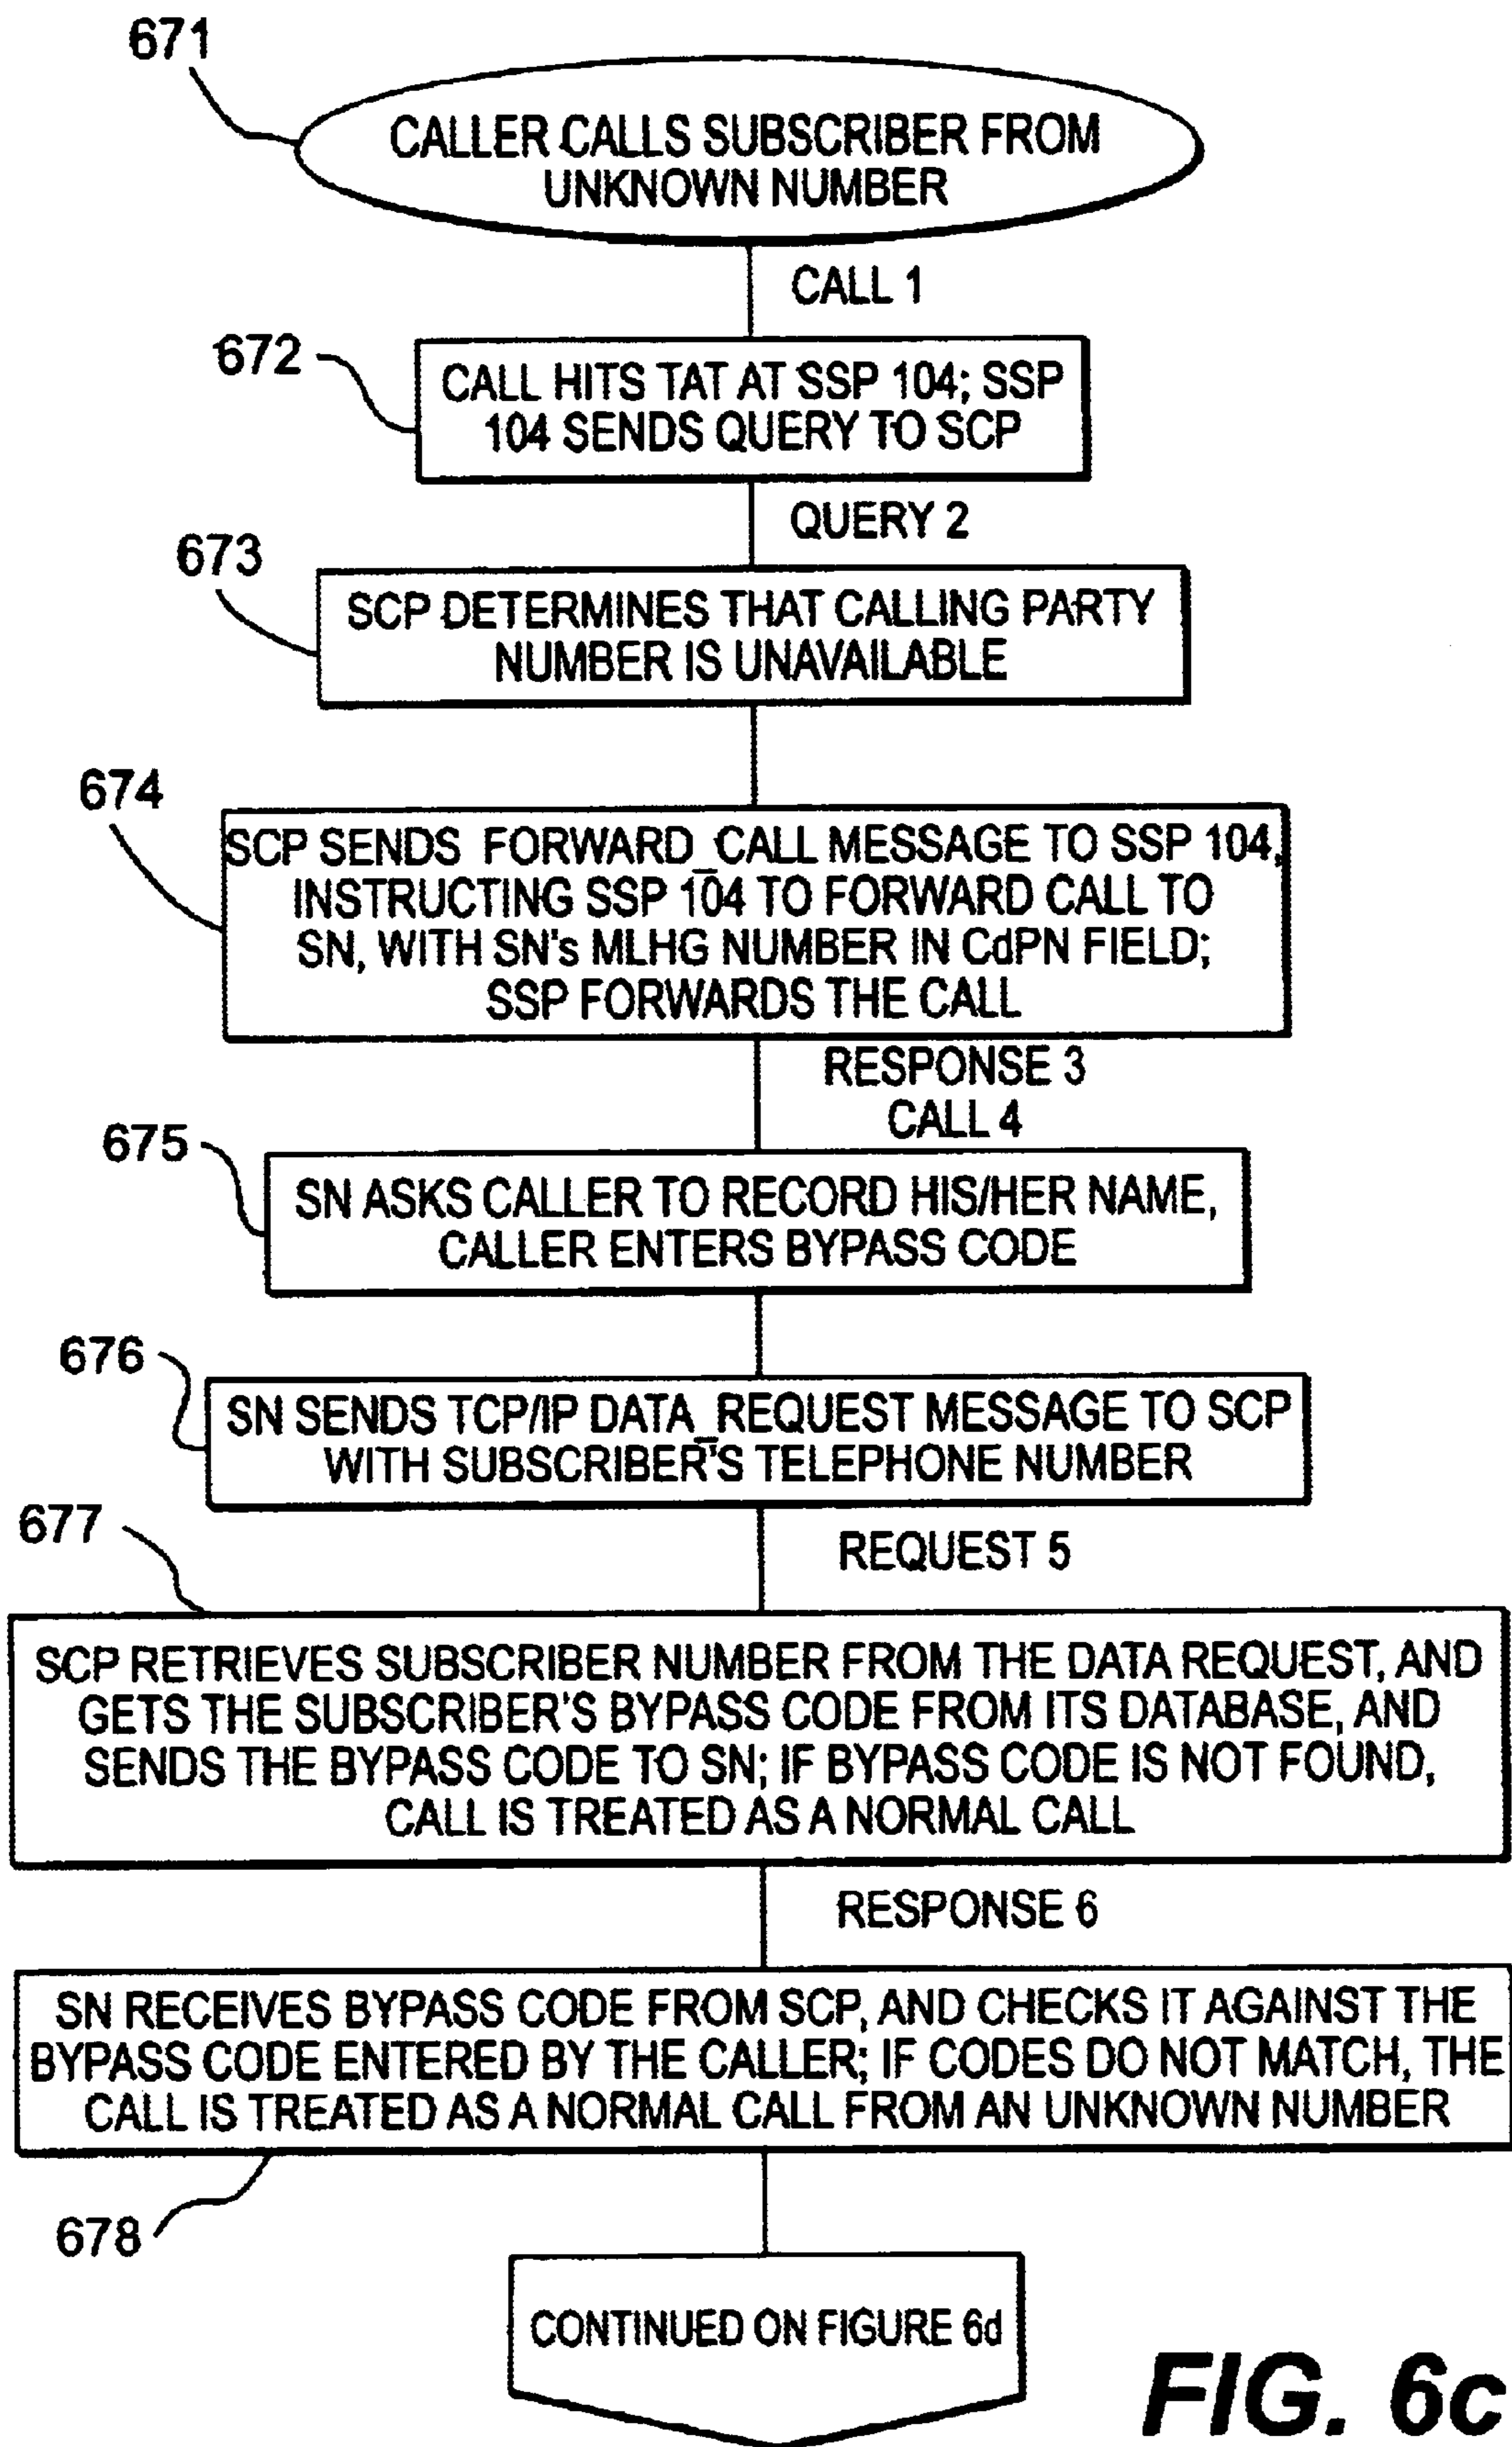 671
CALLER CALLS SUBSCRIBER FROM
UNKNOWN NUMBER
CALL 1
672
CALL HITS TAT AT SSP 104; SSP
104 SENDS QUERY TO SCP
QUERY 2
673
SCP DETERMINES THAT CALLING PARTY
NUMBER IS UNAVAILABLE
674
SCP SENDS FORWARD_CALL MESSAGE TO SSP 104,
INSTRUCTING SSP 104 TO FORWARD CALL TO
SN, WITH SN's MLHG NUMBER IN CdPN FIELD;
SSP FORWARDS THE CALL
RESPONSE 3
CALL 4
675
SN ASKS CALLER TO RECORD HIS/HER NAME,
CALLER ENTERS BYPASS CODE
676
SN SENDS TCP/IP DATA_REQUEST MESSAGE TO SCP
WITH SUBSCRIBER'S TELEPHONE NUMBER
677
REQUEST 5
SCP RETRIEVES SUBSCRIBER NUMBER FROM THE DATA REQUEST, AND
GETS THE SUBSCRIBER'S BYPASS CODE FROM ITS DATABASE, AND
SENDS THE BYPASS CODE TO SN; IF BYPASS CODE IS NOT FOUND,
CALL IS TREATED AS A NORMAL CALL
RESPONSE 6
SN RECEIVES BYPASS CODE FROM SCP, AND CHECKS IT AGAINST THE
BYPASS CODE ENTERED BY THE CALLER; IF CODES DO NOT MATCH, THE
CALL IS TREATED AS A NORMAL CALL FROM AN UNKNOWN NUMBER
678
CONTINUED ON FIGURE 6d
FIG. 6c